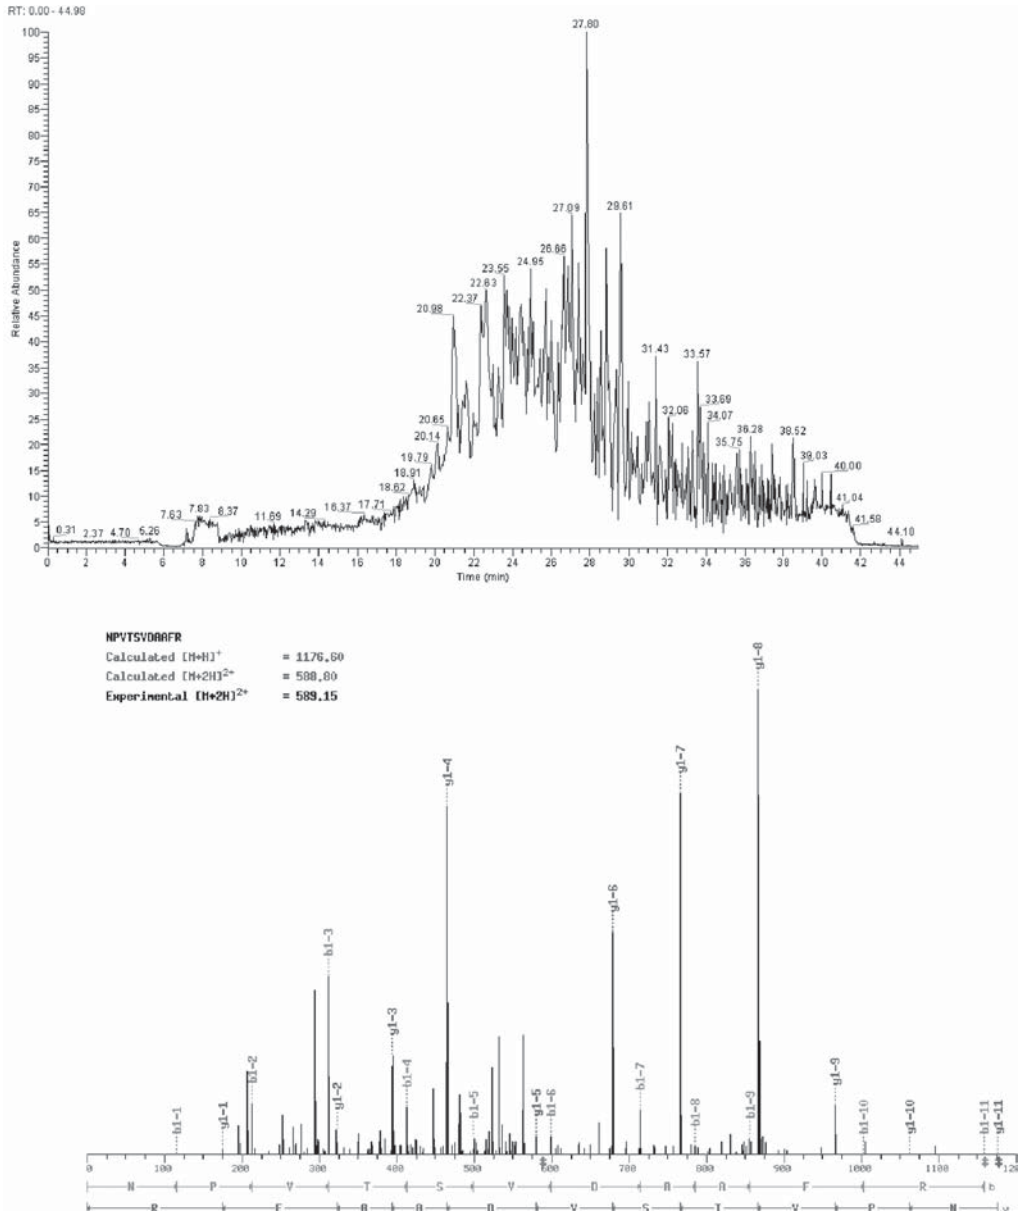 RT: 0.00 - 44.98
27.80
100
95
90
85
80
75
70
65
60
55
50
45
40
35
30
25
20
15
10
5
0
Relative Abundance
27.09 29.61
26.66
24.95
23.55
22.63
22.37
20.98
31.43 33.57
33.69
32.06 34.07
20.65 36.28 38.52
20.14 35.75
19.79 39.03
18.91 40.00
18.62
7.63 7.83 8.37 11.69 14.29 16.37 17.71 41.04
0.31 2.37 4.70 5.26 41.58
44.10
0 2 4 6 8 10 12 14 16 18 20 22 24 26 28 30 32 34 36 38 40 42 44
Time (min)
NPVTSVDAAFR
Calculated [M+H]+ = 1176.60
Calculated [M+2H]2+ = 588.80
Experimental [M+2H]2+ = 589.15
y1-8
y1-7
y1-4
y1-6
b1-3
y1-3
b1-2 b1-4 b1-7 y1-9
b1-1 y1-1 y1-2 b1-5 y1-5 b1-6 b1-8 b1-9 b1-10 y1-10 b1-11 y1-11
100 200 300 400 500 600 700 800 900 1000 1100 120
N P V T S V D A A F R b
R F A A D V S T V P N y